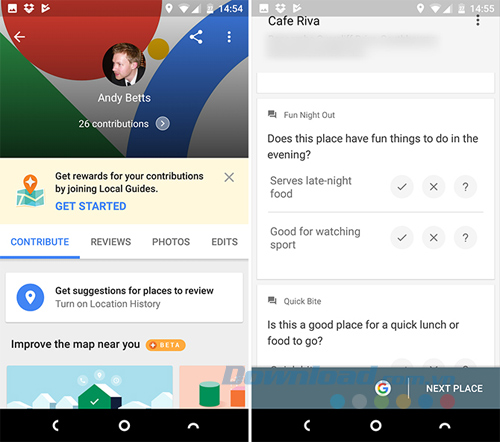 14:54
Andy Betts
26 contributions
Get rewards for your contributions
by joining Local Guides.
GET STARTED
CONTRIBUTE REVIEWS PHOTOS EDITS
Get suggestions for places to review
Turn on Location History
Improve the map near you BETA
14:55
Cafe Riva
Fun Night Out
Does this place have fun things to do in the
evening?
Serves late-night
food
Good for watching
sport
Quick Bite
Is this a good place for a quick lunch or
food to go?
NEXT PLACE